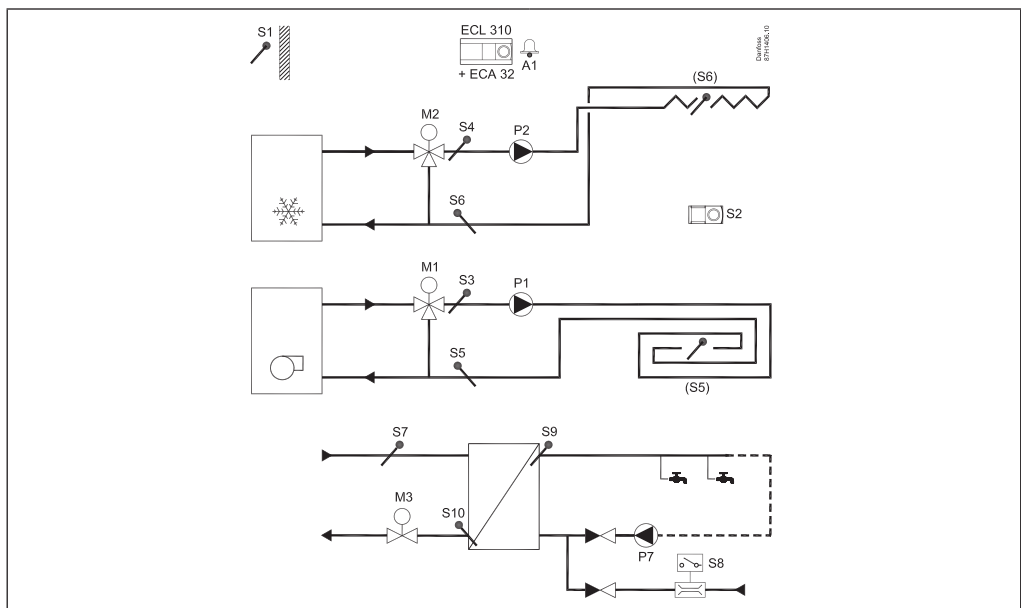 S1
ECL 310
A1
+ ECA 32
Danfoss
87H1406.10
(S6)
M2
S4
P2
S6
S2
M1
S3
P1
S5
(S5)
S7
S9
M3
S10
P7
S8